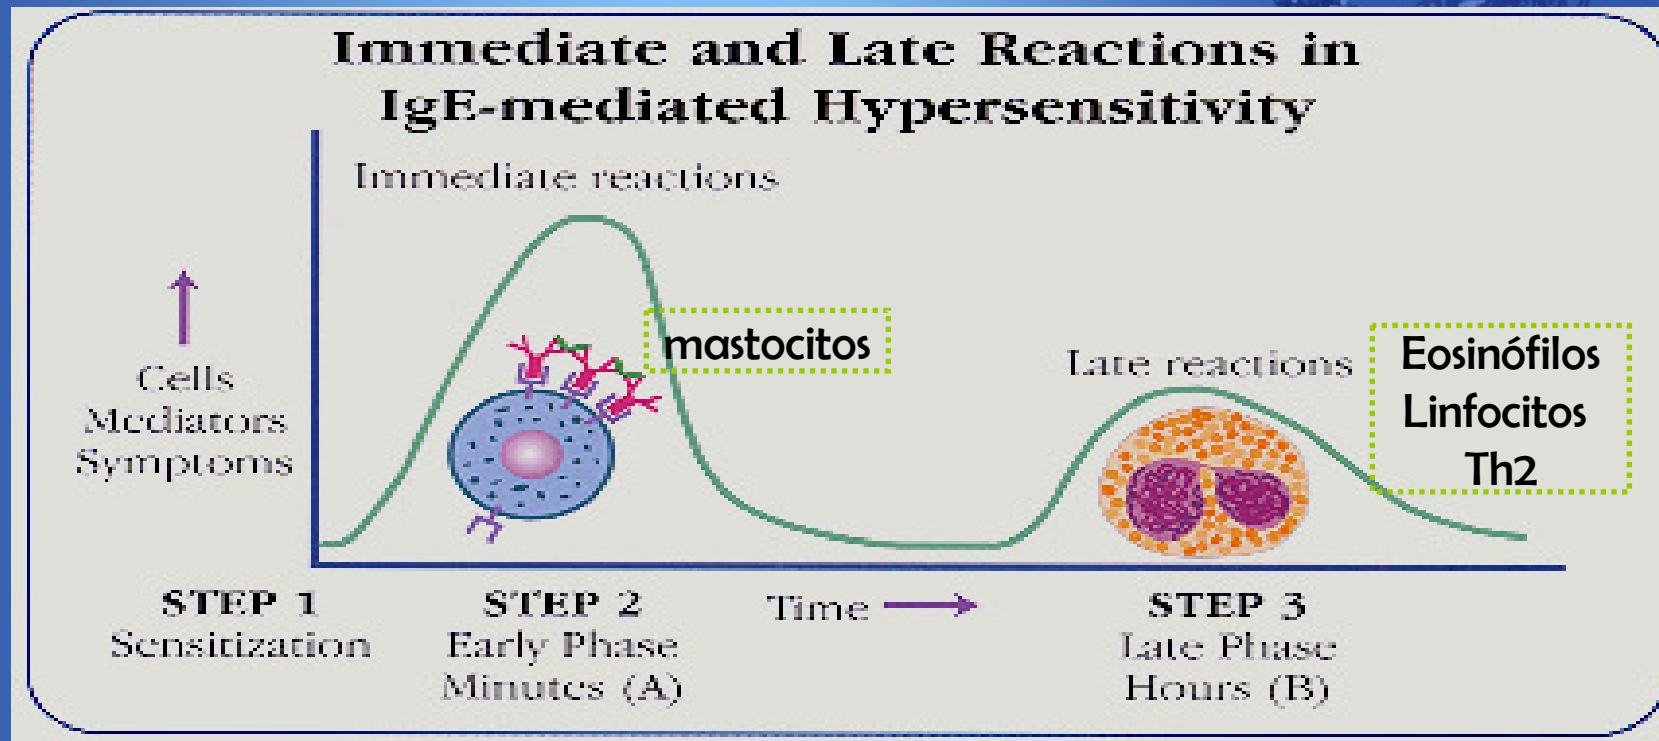 Immediate and Late Reactions in
IgE-mediated Hypersensitivity
Immediate reactions
mastocitos
Late reactions
Eosinófilos
Linfocitos
Th2
Cells
Mediators
Symptoms
STEP 1
Sensitization
STEP 2
Early Phase
Minutes (A)
Time
STEP 3
Late Phase
Hours (B)